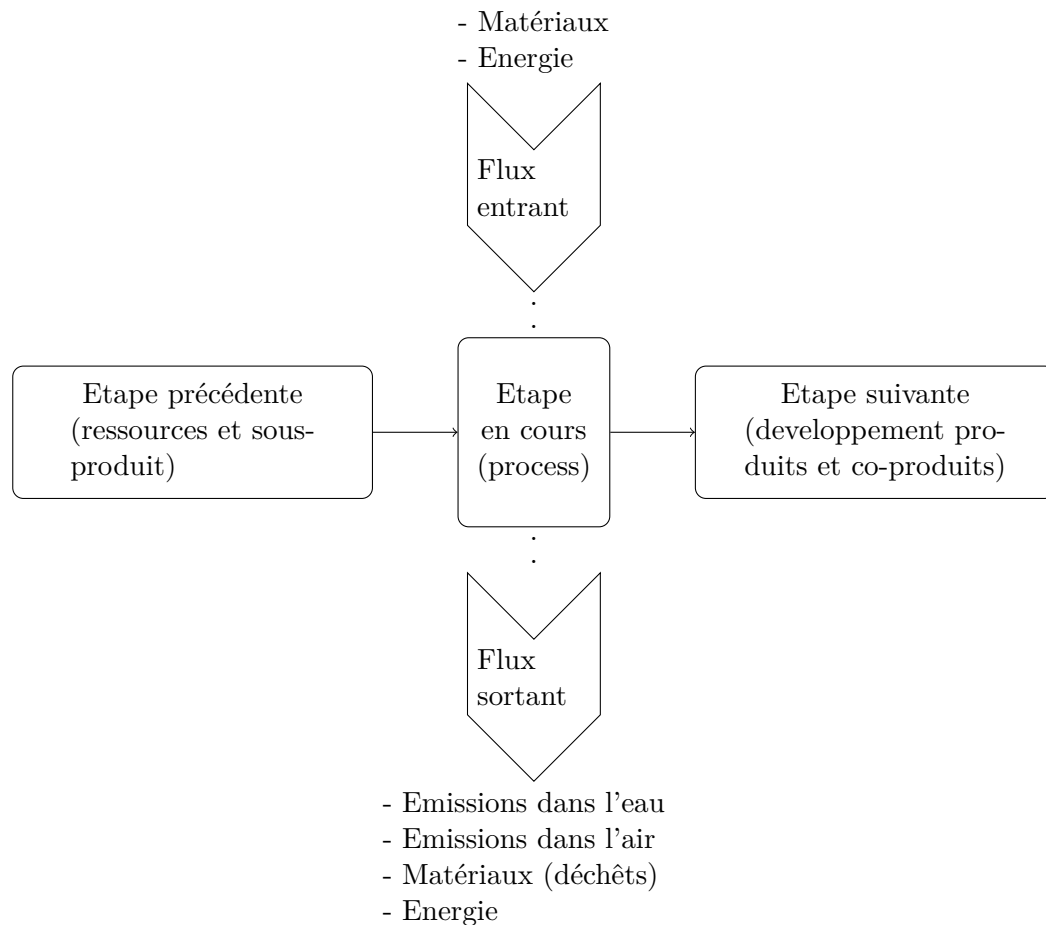 - Matériaux
- Energie
Flux
entrant
Etape précédente
(ressources et sous-
produit)
Etape
en cours
(process)
Etape suivante
(developpement pro-
duits et co-produits)
Flux
sortant
- Emissions dans l'eau
- Emissions dans l'air
- Matériaux (déchêts)
- Energie